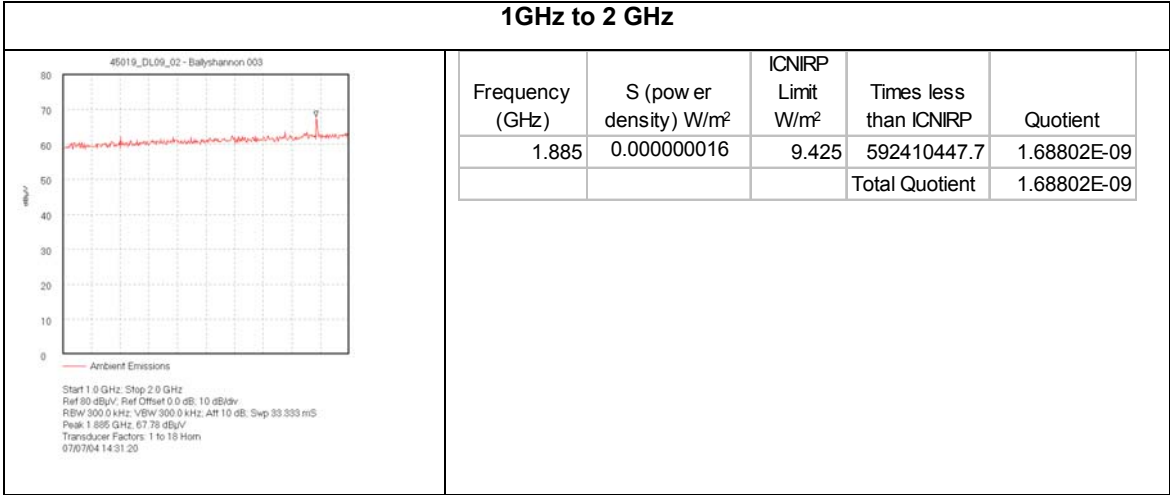 1GHz to 2 GHz
45019_DL09_02 - Ballyshannon 003
80
70
60
50
40
30
20
10
0
dBµV
Ambient Emissions
Start 1.0 GHz; Stop 2.0 GHz
Ref 80 dBµV; Ref Offset 0.0 dB; 10 dB/div
RBW 300.0 kHz; VBW 300.0 kHz; Att 10 dB; Swp 33.333 mS
Peak 1.885 GHz, 67.78 dBµV
Transducer Factors: 1 to 18 Horn
07/07/04 14:31:20
Frequency (GHz) S (pow er density) W/m² ICNIRP Limit W/m² Times less than ICNIRP Quotient
1.885 0.000000016 9.425 592410447.7 1.68802E-09
Total Quotient 1.68802E-09